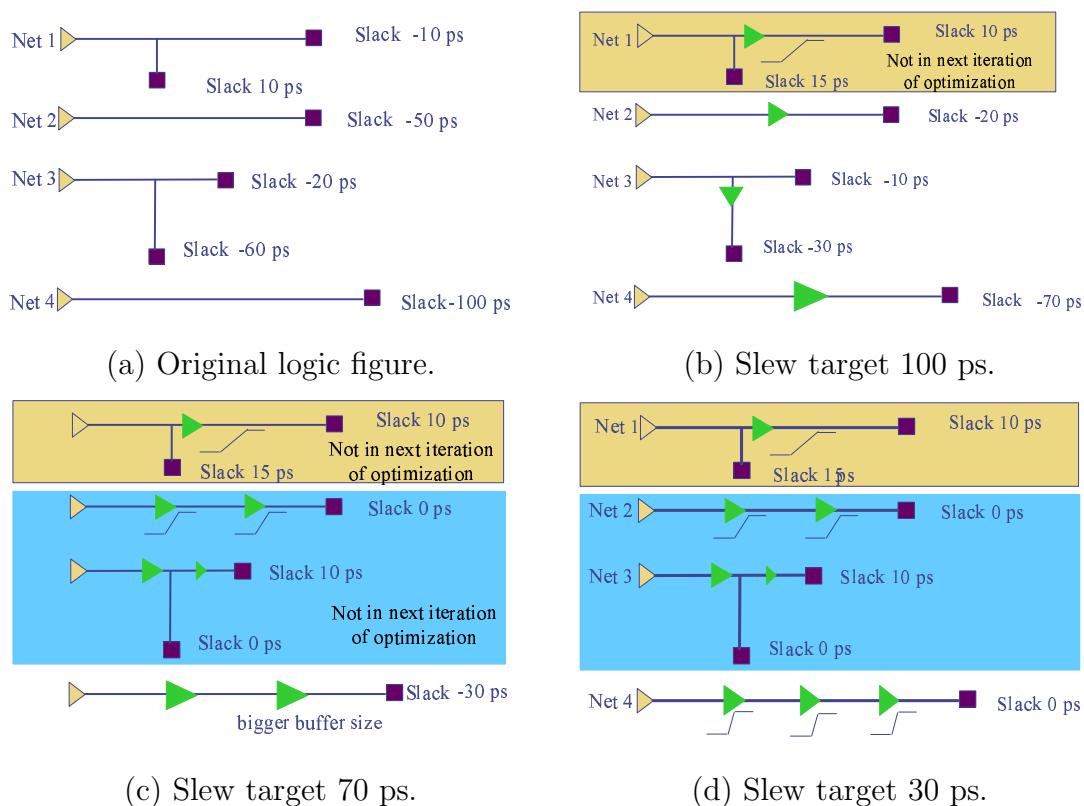 Net 1
Slack -10 ps
Slack 10 ps
Net 2
Slack -50 ps
Net 3
Slack -20 ps
Slack -60 ps
Net 4
Slack-100 ps
(a) Original logic figure.
Net 1
Slack 10 ps
Slack 15 ps
Not in next iteration
of optimization
Net 2
Slack -20 ps
Net 3
Slack -10 ps
Slack -30 ps
Net 4
Slack -70 ps
(b) Slew target 100 ps.
Slack 10 ps
Slack 15 ps
Not in next iteration
of optimization
Slack 0 ps
Slack 10 ps
Not in next iteration
of optimization
Slack 0 ps
Slack -30 ps
bigger buffer size
(c) Slew target 70 ps.
Net 1
Slack 10 ps
Slack 15 ps
Net 2
Slack 0 ps
Net 3
Slack 10 ps
Slack 0 ps
Net 4
Slack 0 ps
(d) Slew target 30 ps.